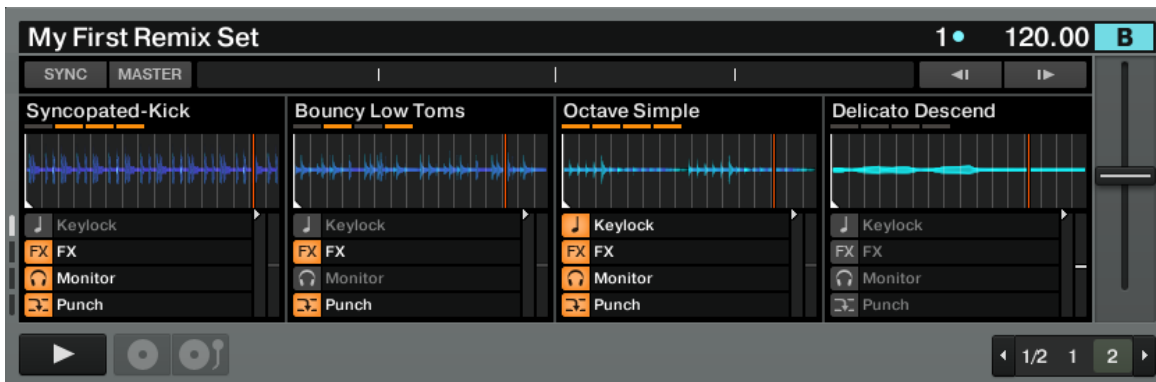 My First Remix Set 1 120.00 B
SYNC MASTER
Syncopated-Kick Bouncy Low Toms Octave Simple Delicato Descend
Keylock Keylock Keylock Keylock
FX FX FX FX FX FX FX FX
Monitor Monitor Monitor Monitor
Punch Punch Punch Punch
1/2 1 2